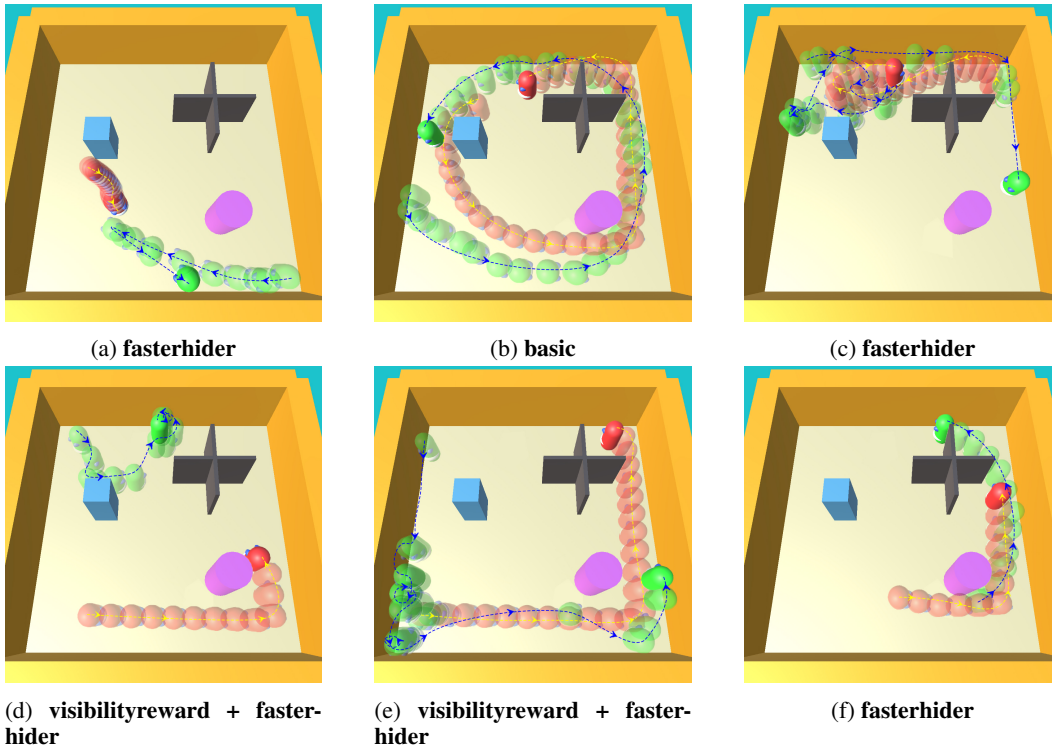 (a) fasterhider
(b) basic
(c) fasterhider
(d) visibilityreward + faster-
hider
(e) visibilityreward + faster-
hider
(f) fasterhider